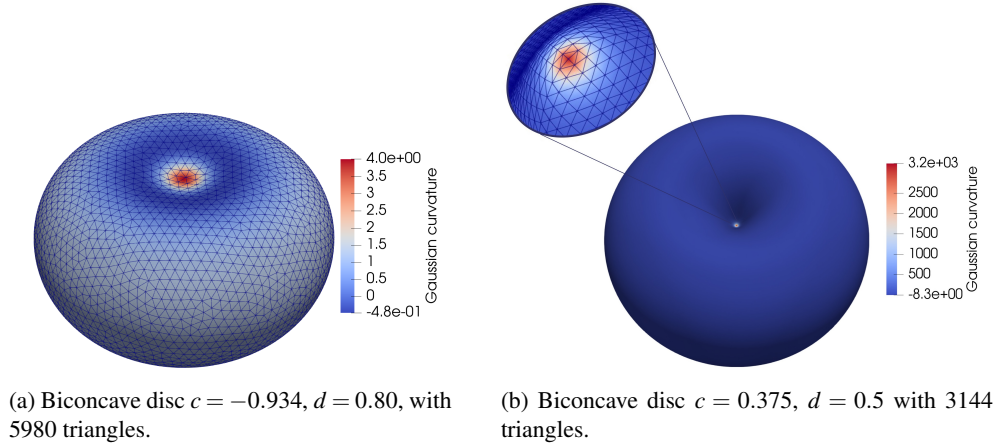 4.0e+00
3.5
3
2.5
2
1.5
1
0.5
0
-4.8e-01
Gaussian curvature
3.2e+03
2500
2000
1500
1000
500
-8.3e+00
Gaussian curvature
(a) Biconcave disc c = −0.934, d = 0.80, with
5980 triangles.
(b) Biconcave disc c = 0.375, d = 0.5 with 3144
triangles.